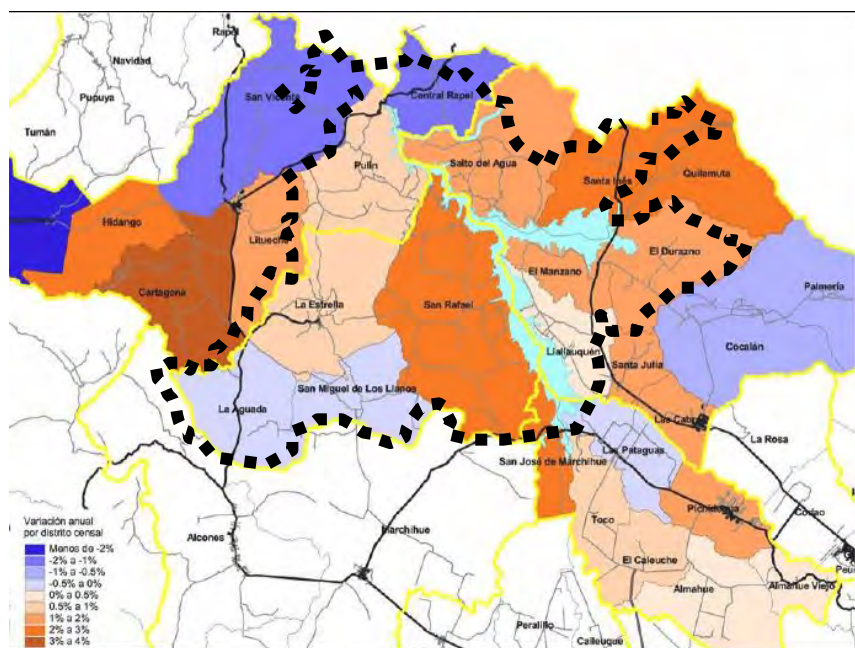 Rapel
Navidad
Pupuya
Tumán
San Vicente
Central Rapel
Pulin
Salto del Agua
Santa Inés
Quilamuta
Hidango
Litueche
El Durazno
El Manzano
Cartagena
Palmería
La Estrella
San Rafael
Llallauquén
Cocalán
Santa Julia
San Miguel de Los Llanos
La Aguada
Las Cabras
La Rosa
Las Pataguas
San José de Marchihue
Pichidegua
Codao
Toco
Alcones
Marchihue
El Caleuche
Almahue
Almahue Viejo
Peralillo
Calleuque
Variación anual
por distrito censal
Menos de -2%
-2% a -1%
-1% a -0.5%
-0.5% a 0%
0% a 0.5%
0.5% a 1%
1% a 2%
2% a 3%
3% a 4%